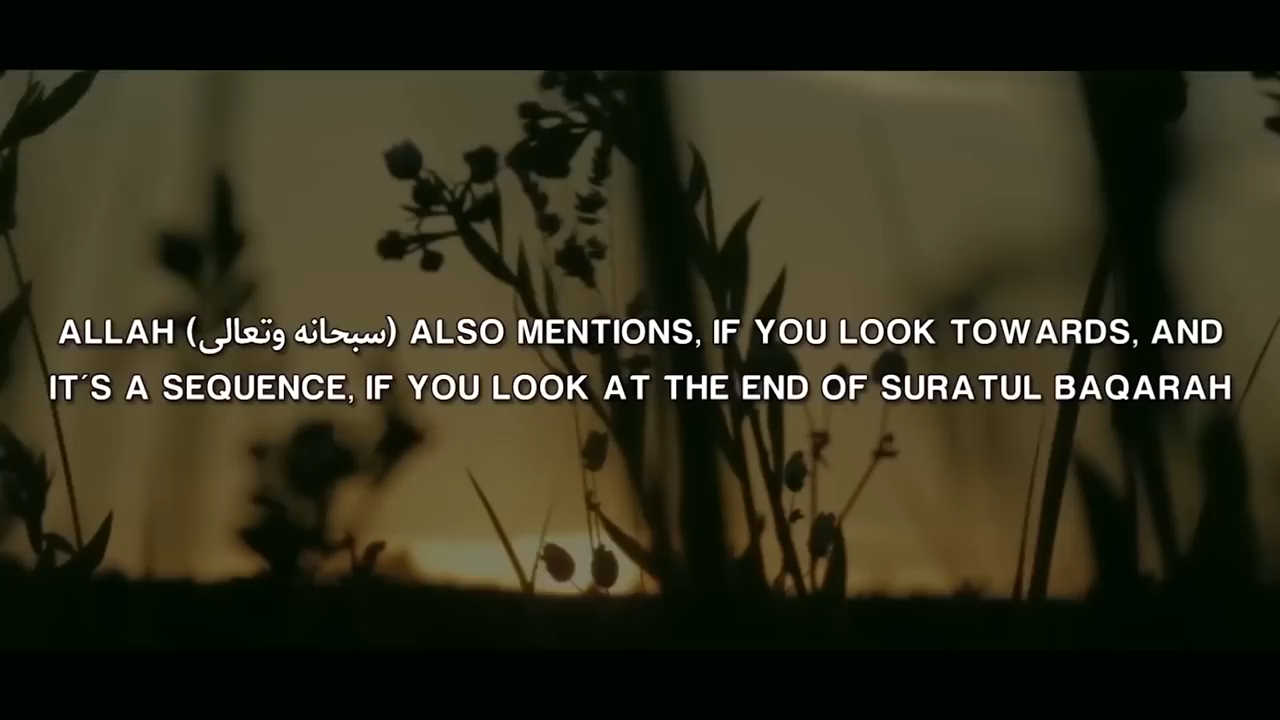 ALLAH (سبحانه وتعالى) ALSO MENTIONS, IF YOU LOOK TOWARDS, AND
IT´S A SEQUENCE, IF YOU LOOK AT THE END OF SURATUL BAQARAH